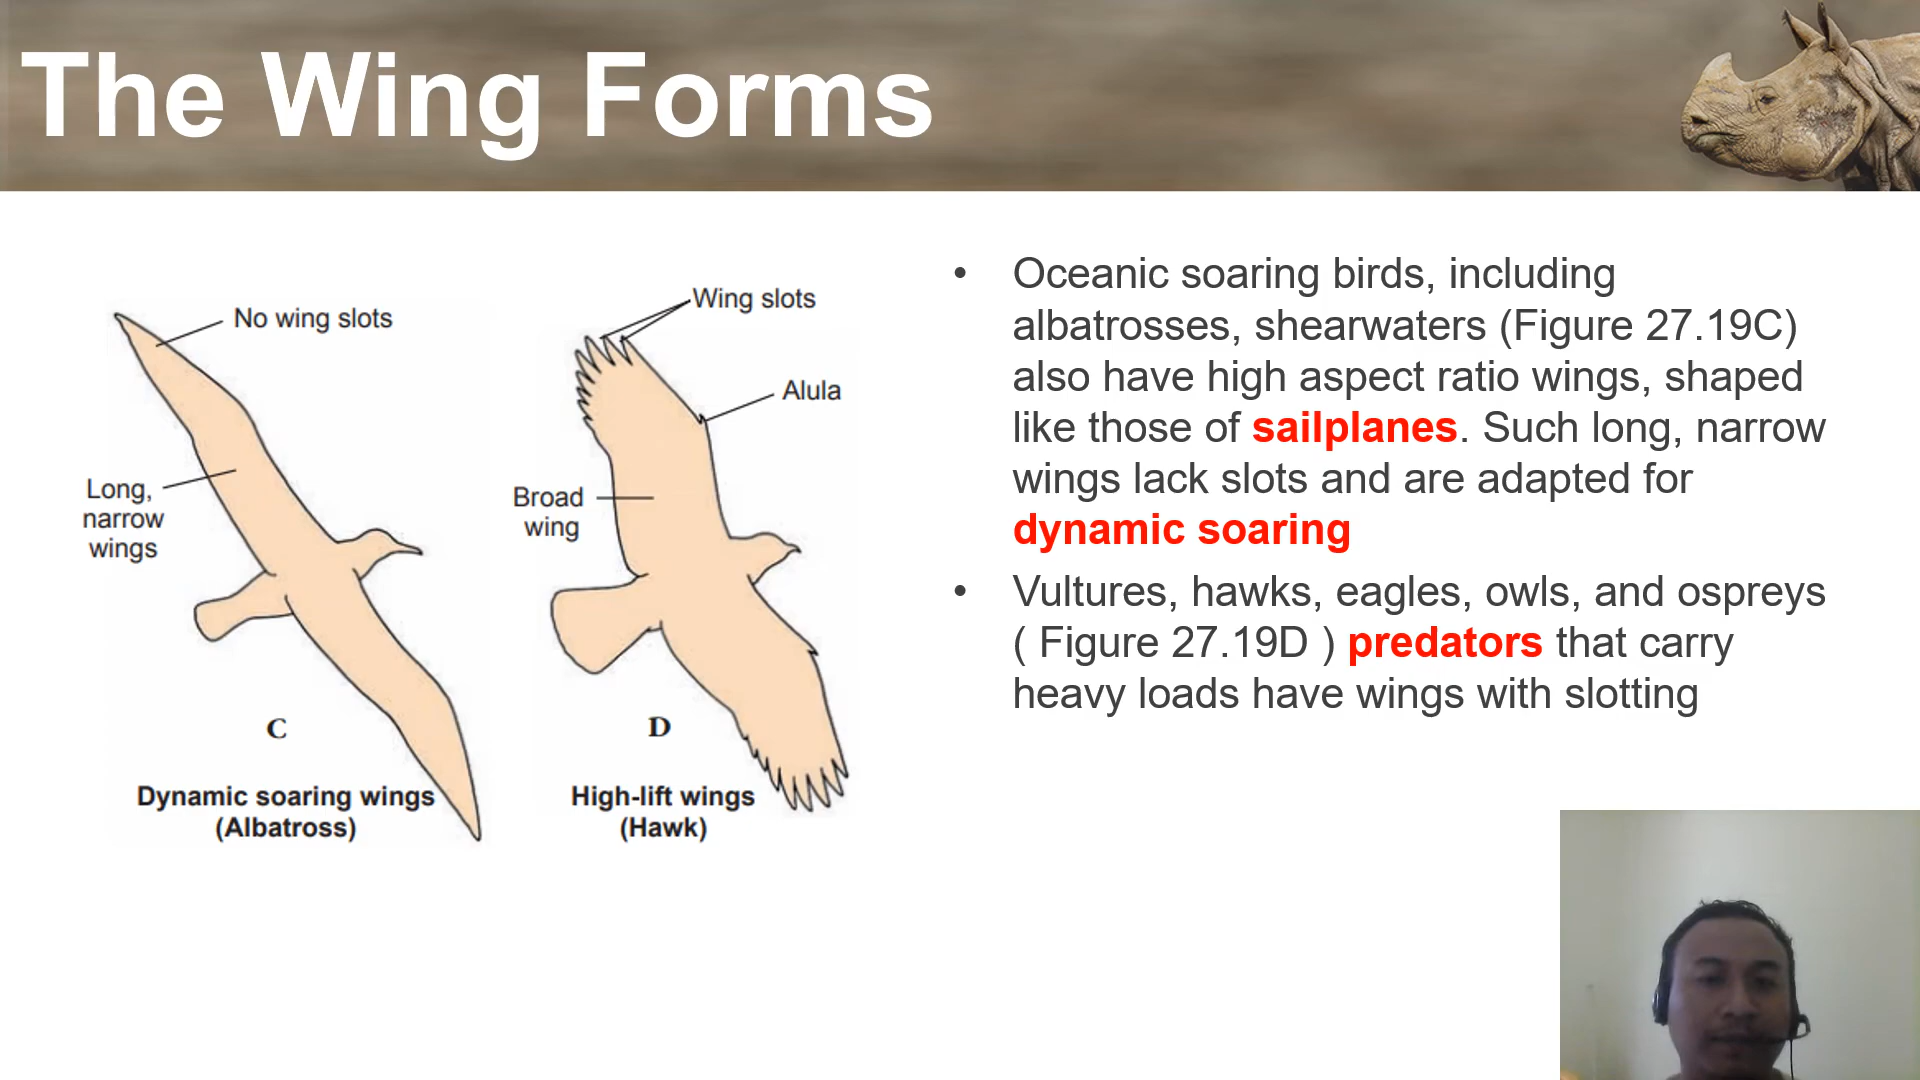 The Wing Forms
No wing slots
Long,
narrow
wings
C
Dynamic soaring wings
(Albatross)
Wing slots
Alula
Broad
wing
D
High-lift wings
(Hawk)
• Oceanic soaring birds, including
albatrosses, shearwaters (Figure 27.19C)
also have high aspect ratio wings, shaped
like those of sailplanes. Such long, narrow
wings lack slots and are adapted for
dynamic soaring
• Vultures, hawks, eagles, owls, and ospreys
( Figure 27.19D ) predators that carry
heavy loads have wings with slotting